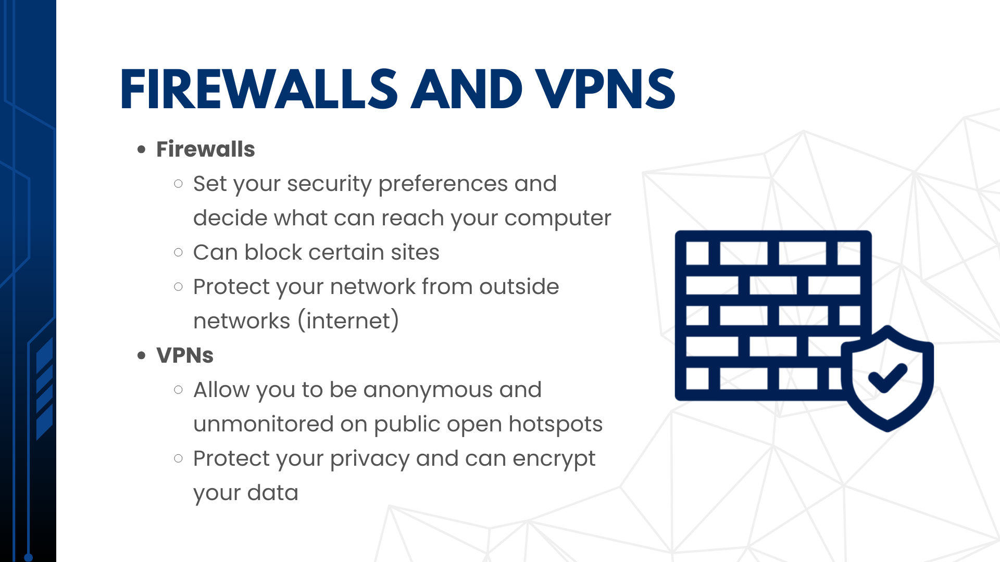 FIREWALLS AND VPNS
Firewalls
Set your security preferences and
decide what can reach your computer
Can block certain sites
Protect your network from outside
networks (internet)
VPNs
Allow you to be anonymous and
unmonitored on public open hotspots
Protect your privacy and can encrypt
your data